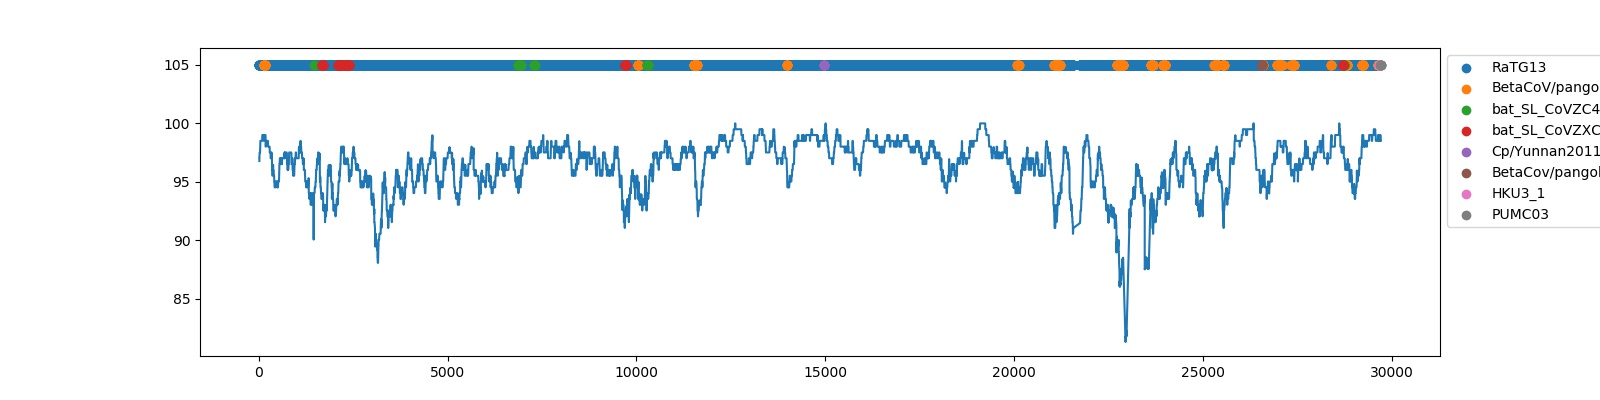 105
100
95
90
85
0
5000
10000
15000
20000
25000
30000
RaTG13
BetaCoV/pango
bat_SL_CoVZC4
bat_SL_CoVZXC
Cp/Yunnan2011
BetaCov/pangol
HKU3_1
PUMC03